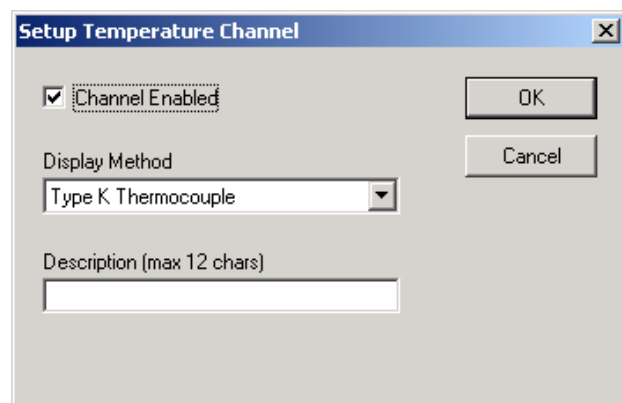 Setup Temperature Channel
Channel Enabled
OK
Display Method
Cancel
Type K Thermocouple
Description (max 12 chars)